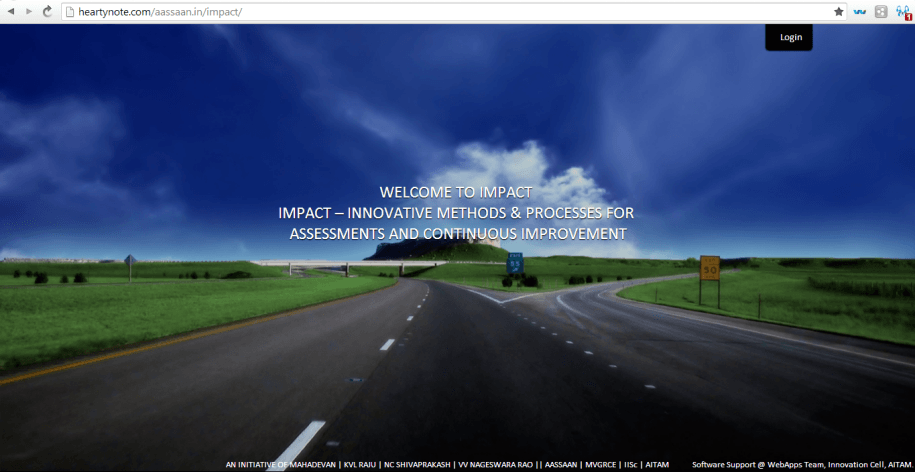 heartynote.com/aassaan.in/impact/
1
Login
WELCOME TO IMPACT
IMPACT – INNOVATIVE METHODS & PROCESSES FOR
ASSESSMENTS AND CONTINUOUS IMPROVEMENT
50
AN INITIATIVE OF MAHADEVAN | KVL RAJU | NC SHIVAPRAKASH | VV NAGESWARA RAO || AASSAAN | MVGRCE | IISc | AITAM
Software Support @ WebApps Team, Innovation Cell, AITAM.